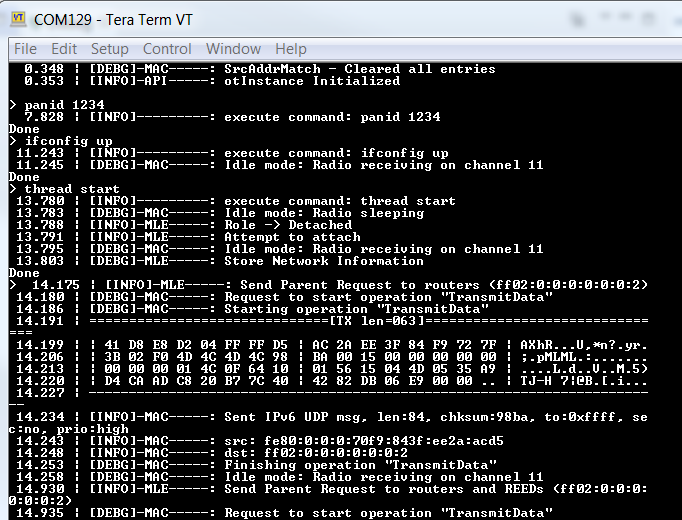 COM129 - Tera Term VT
File Edit Setup Control Window Help
0.348 | [DEBG]-MAC-----: SrcAddrMatch - Cleared all entries
0.353 | [INFO]-API-----: otInstance Initialized
> panid 1234
7.828 | [INFO]---------: execute command: panid 1234
Done
> ifconfig up
11.243 | [INFO]---------: execute command: ifconfig up
11.245 | [DEBG]-MAC-----: Idle mode: Radio receiving on channel 11
Done
> thread start
13.780 | [INFO]---------: execute command: thread start
13.783 | [DEBG]-MAC-----: Idle mode: Radio sleeping
13.788 | [INFO]-MLE-----: Role -> Detached
13.791 | [INFO]-MLE-----: Attempt to attach
13.795 | [DEBG]-MAC-----: Idle mode: Radio receiving on channel 11
13.803 | [DEBG]-MLE-----: Store Network Information
Done
> 14.175 | [INFO]-MLE-----: Send Parent Request to routers (ff02:0:0:0:0:0:0:2)
14.180 | [DEBG]-MAC-----: Request to start operation "TransmitData"
14.186 | [DEBG]-MAC-----: Starting operation "TransmitData"
14.191 | ============================[TX len=063]============================
===
14.199 | | 41 D8 E8 D2 04 FF FF D5 | AC 2A EE 3F 84 F9 72 7F | AXhR...U,*n?.yr.
14.206 | | 3B 02 F0 4D 4C 4D 4C 98 | BA 00 15 00 00 00 00 00 | ;.pMLML.:.......
14.213 | | 00 00 00 01 4C 0F 64 10 | 01 56 15 04 4D 05 35 A9 | ....L.d..V..M.5)
14.220 | | D4 CA AD C8 20 B7 7C 40 | 42 82 DB 06 E9 00 00 .. | TJ-H 7|@B.[.i...
14.227 | ------------------------------------------------------------------------
--
14.234 | [INFO]-MAC-----: Sent IPv6 UDP msg, len:84, chksum:98ba, to:0xffff, se
c:no, prio:high
14.243 | [INFO]-MAC-----: src: fe80:0:0:0:70f9:843f:ee2a:acd5
14.248 | [INFO]-MAC-----: dst: ff02:0:0:0:0:0:0:2
14.253 | [DEBG]-MAC-----: Finishing operation "TransmitData"
14.258 | [DEBG]-MAC-----: Idle mode: Radio receiving on channel 11
14.930 | [INFO]-MLE-----: Send Parent Request to routers and REEDs (ff02:0:0:0:
0:0:0:2)
14.935 | [DEBG]-MAC-----: Request to start operation "TransmitData"